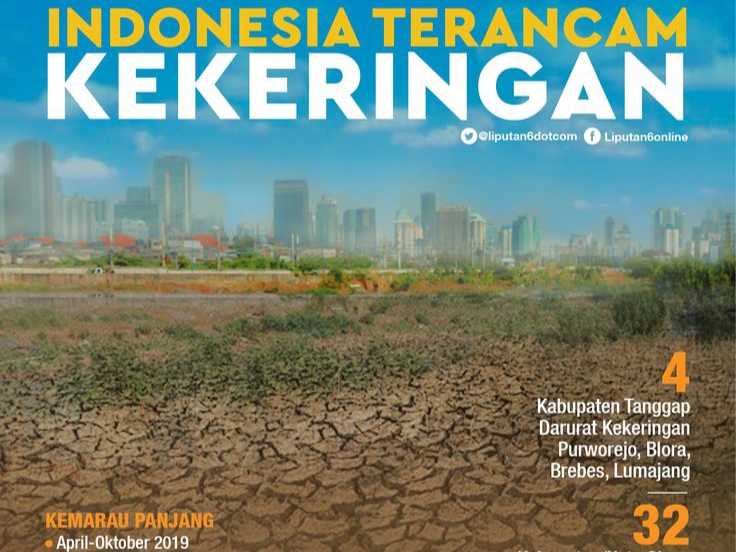 INDONESIA TERANCAM
KEKERINGAN
@liputan6dotcom Liputan6online
4
Kabupaten Tanggap
Darurat Kekeringan
Purworejo, Blora,
Brebes, Lumajang
32
KEMARAU PANJANG
• April-Oktober 2019